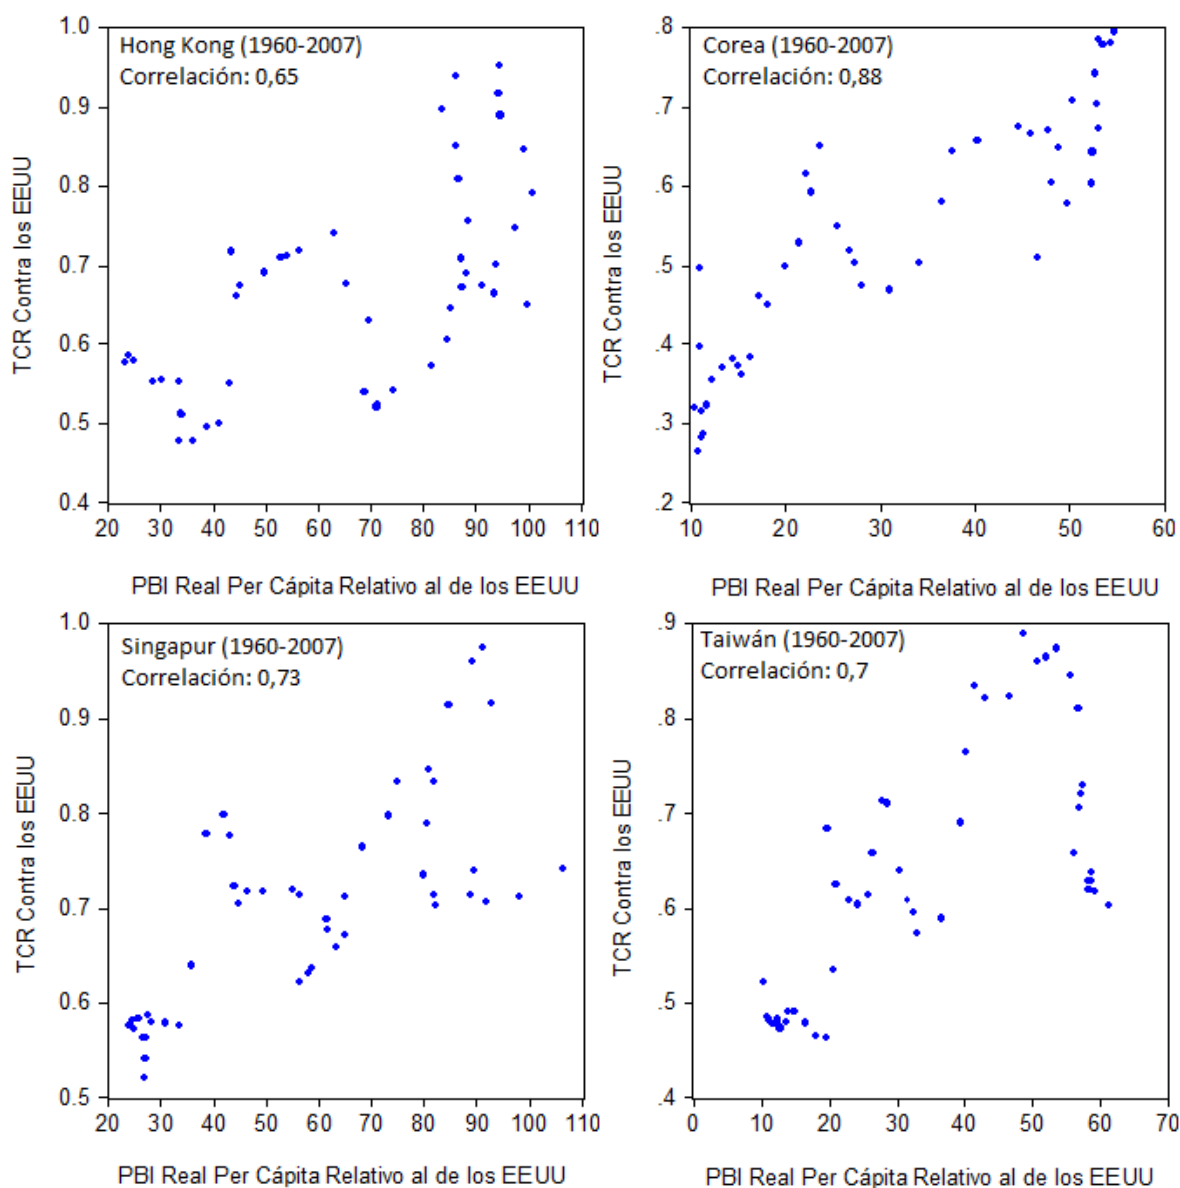 Hong Kong (1960-2007)
Correlación: 0,65
TCR Contra los EEUU
1.0
0.9
0.8
0.7
0.6
0.5
0.4
20 30 40 50 60 70 80 90 100 110
PBI Real Per Cápita Relativo al de los EEUU
Corea (1960-2007)
Correlación: 0,88
TCR Contra los EEUU
.8
.7
.6
.5
.4
.3
.2
10 20 30 40 50 60
PBI Real Per Cápita Relativo al de los EEUU
Singapur (1960-2007)
Correlación: 0,73
TCR Contra los EEUU
1.0
0.9
0.8
0.7
0.6
0.5
20 30 40 50 60 70 80 90 100 110
PBI Real Per Cápita Relativo al de los EEUU
Taiwán (1960-2007)
Correlación: 0,7
TCR Contra los EEUU
.9
.8
.7
.6
.5
.4
0 10 20 30 40 50 60 70
PBI Real Per Cápita Relativo al de los EEUU